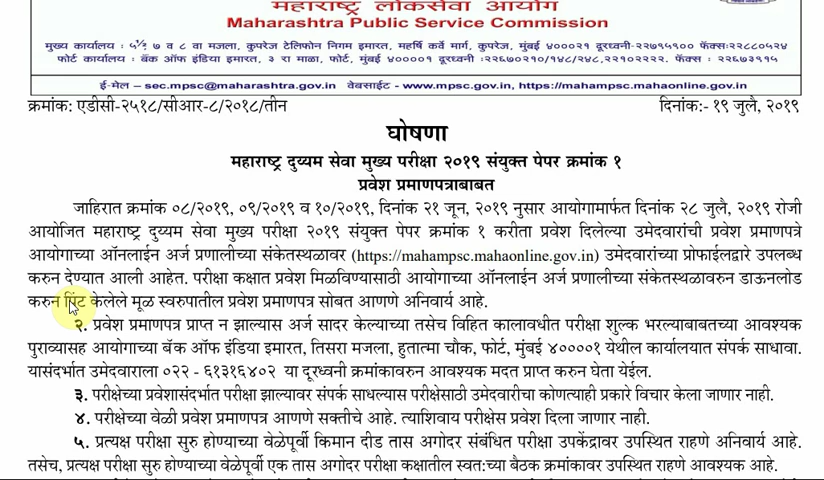 महाराष्ट्र लोकसेवा आयोग
Maharashtra Public Service Commission
मुख्य कार्यालय : ५½, ७ व ८ वा मजला, कुपरेज टेलिफोन निगम इमारत, महर्षि कर्वे मार्ग, कुपरेज, मुंबई ४०००२१ दूरध्वनी-२२७९५९०० फॅक्सः२२८८०५२४
फोर्ट कार्यालय : बँक ऑफ इंडिया इमारत, ३ रा माळा, फोर्ट, मुंबई ४००००१ दूरध्वनी :२२६७०२१०/१४८/२४८,२२१०२२२२. फॅक्स : २२६७३९१५
ई-मेल – sec.mpsc@maharashtra.gov.in वेबसाईट - www.mpsc.gov.in, https://mahampsc.mahaonline.gov.in
क्रमांक: एडीसी-२५१८/सीआर-८/२०१८/तीन दिनांक:- १९ जुलै, २०१९
घोषणा
महाराष्ट्र दुय्यम सेवा मुख्य परीक्षा २०१९ संयुक्त पेपर क्रमांक १
प्रवेश प्रमाणपत्राबाबत
जाहिरात क्रमांक ०८/२०१९, ०९/२०१९ व १०/२०१९, दिनांक २१ जून, २०१९ नुसार आयोगामार्फत दिनांक २८ जुलै, २०१९ रोजी
आयोजित महाराष्ट्र दुय्यम सेवा मुख्य परीक्षा २०१९ संयुक्त पेपर क्रमांक १ करीता प्रवेश दिलेल्या उमेदवारांची प्रवेश प्रमाणपत्रे
आयोगाच्या ऑनलाईन अर्ज प्रणालीच्या संकेतस्थळावर (https://mahampsc.mahaonline.gov.in) उमेदवारांच्या प्रोफाईलद्वारे उपलब्ध
करुन देण्यात आली आहेत. परीक्षा कक्षात प्रवेश मिळविण्यासाठी आयोगाच्या ऑनलाईन अर्ज प्रणालीच्या संकेतस्थळावरुन डाऊनलोड
करुन प्रिंट केलेले मूळ स्वरुपातील प्रवेश प्रमाणपत्र सोबत आणणे अनिवार्य आहे.
२. प्रवेश प्रमाणपत्र प्राप्त न झाल्यास अर्ज सादर केल्याच्या तसेच विहित कालावधीत परीक्षा शुल्क भरल्याबाबतच्या आवश्यक
पुराव्यासह आयोगाच्या बॅक ऑफ इंडिया इमारत, तिसरा मजला, हुतात्मा चौक, फोर्ट, मुंबई ४००००१ येथील कार्यालयात संपर्क साधावा.
यासंदर्भात उमेदवाराला ०२२ - ६१३१६४०२ या दूरध्वनी क्रमांकावरुन आवश्यक मदत प्राप्त करुन घेता येईल.
३. परीक्षेच्या प्रवेशासंदर्भात परीक्षा झाल्यावर संपर्क साधल्यास परीक्षेसाठी उमेदवारीचा कोणत्याही प्रकारे विचार केला जाणार नाही.
४. परीक्षेच्या वेळी प्रवेश प्रमाणपत्र आणणे सक्तीचे आहे. त्याशिवाय परीक्षेस प्रवेश दिला जाणार नाही.
५. प्रत्यक्ष परीक्षा सुरु होण्याच्या वेळेपूर्वी किमान दीड तास अगोदर संबंधित परीक्षा उपकेंद्रावर उपस्थित राहणे अनिवार्य आहे.
तसेच, प्रत्यक्ष परीक्षा सुरु होण्याच्या वेळेपूर्वी एक तास अगोदर परीक्षा कक्षातील स्वत:च्या बैठक क्रमांकावर उपस्थित राहणे आवश्यक आहे.